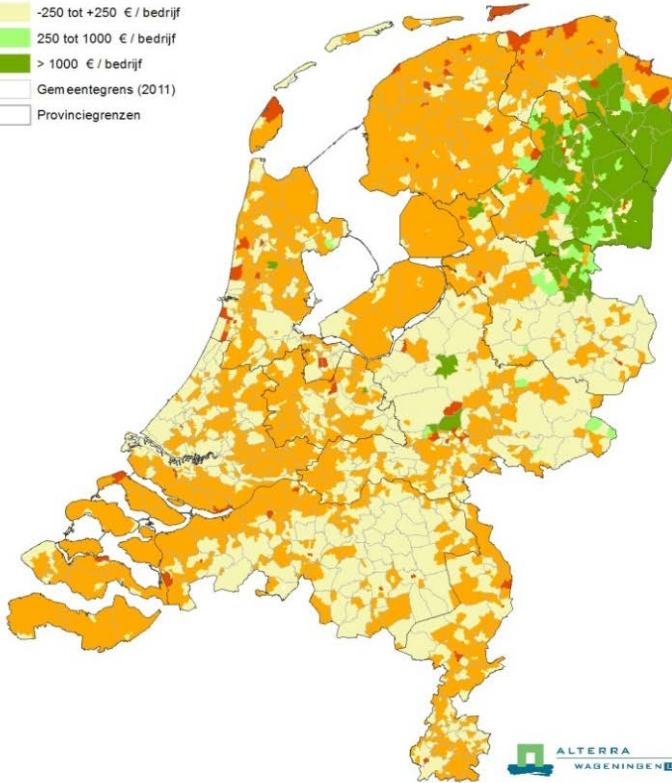 -250 tot +250 € / bedrijf
250 tot 1000 € / bedrijf
> 1000 € / bedrijf
Gemeentegrens (2011)
Provinciegrenzen
ALTERRA
WAGENINGEN